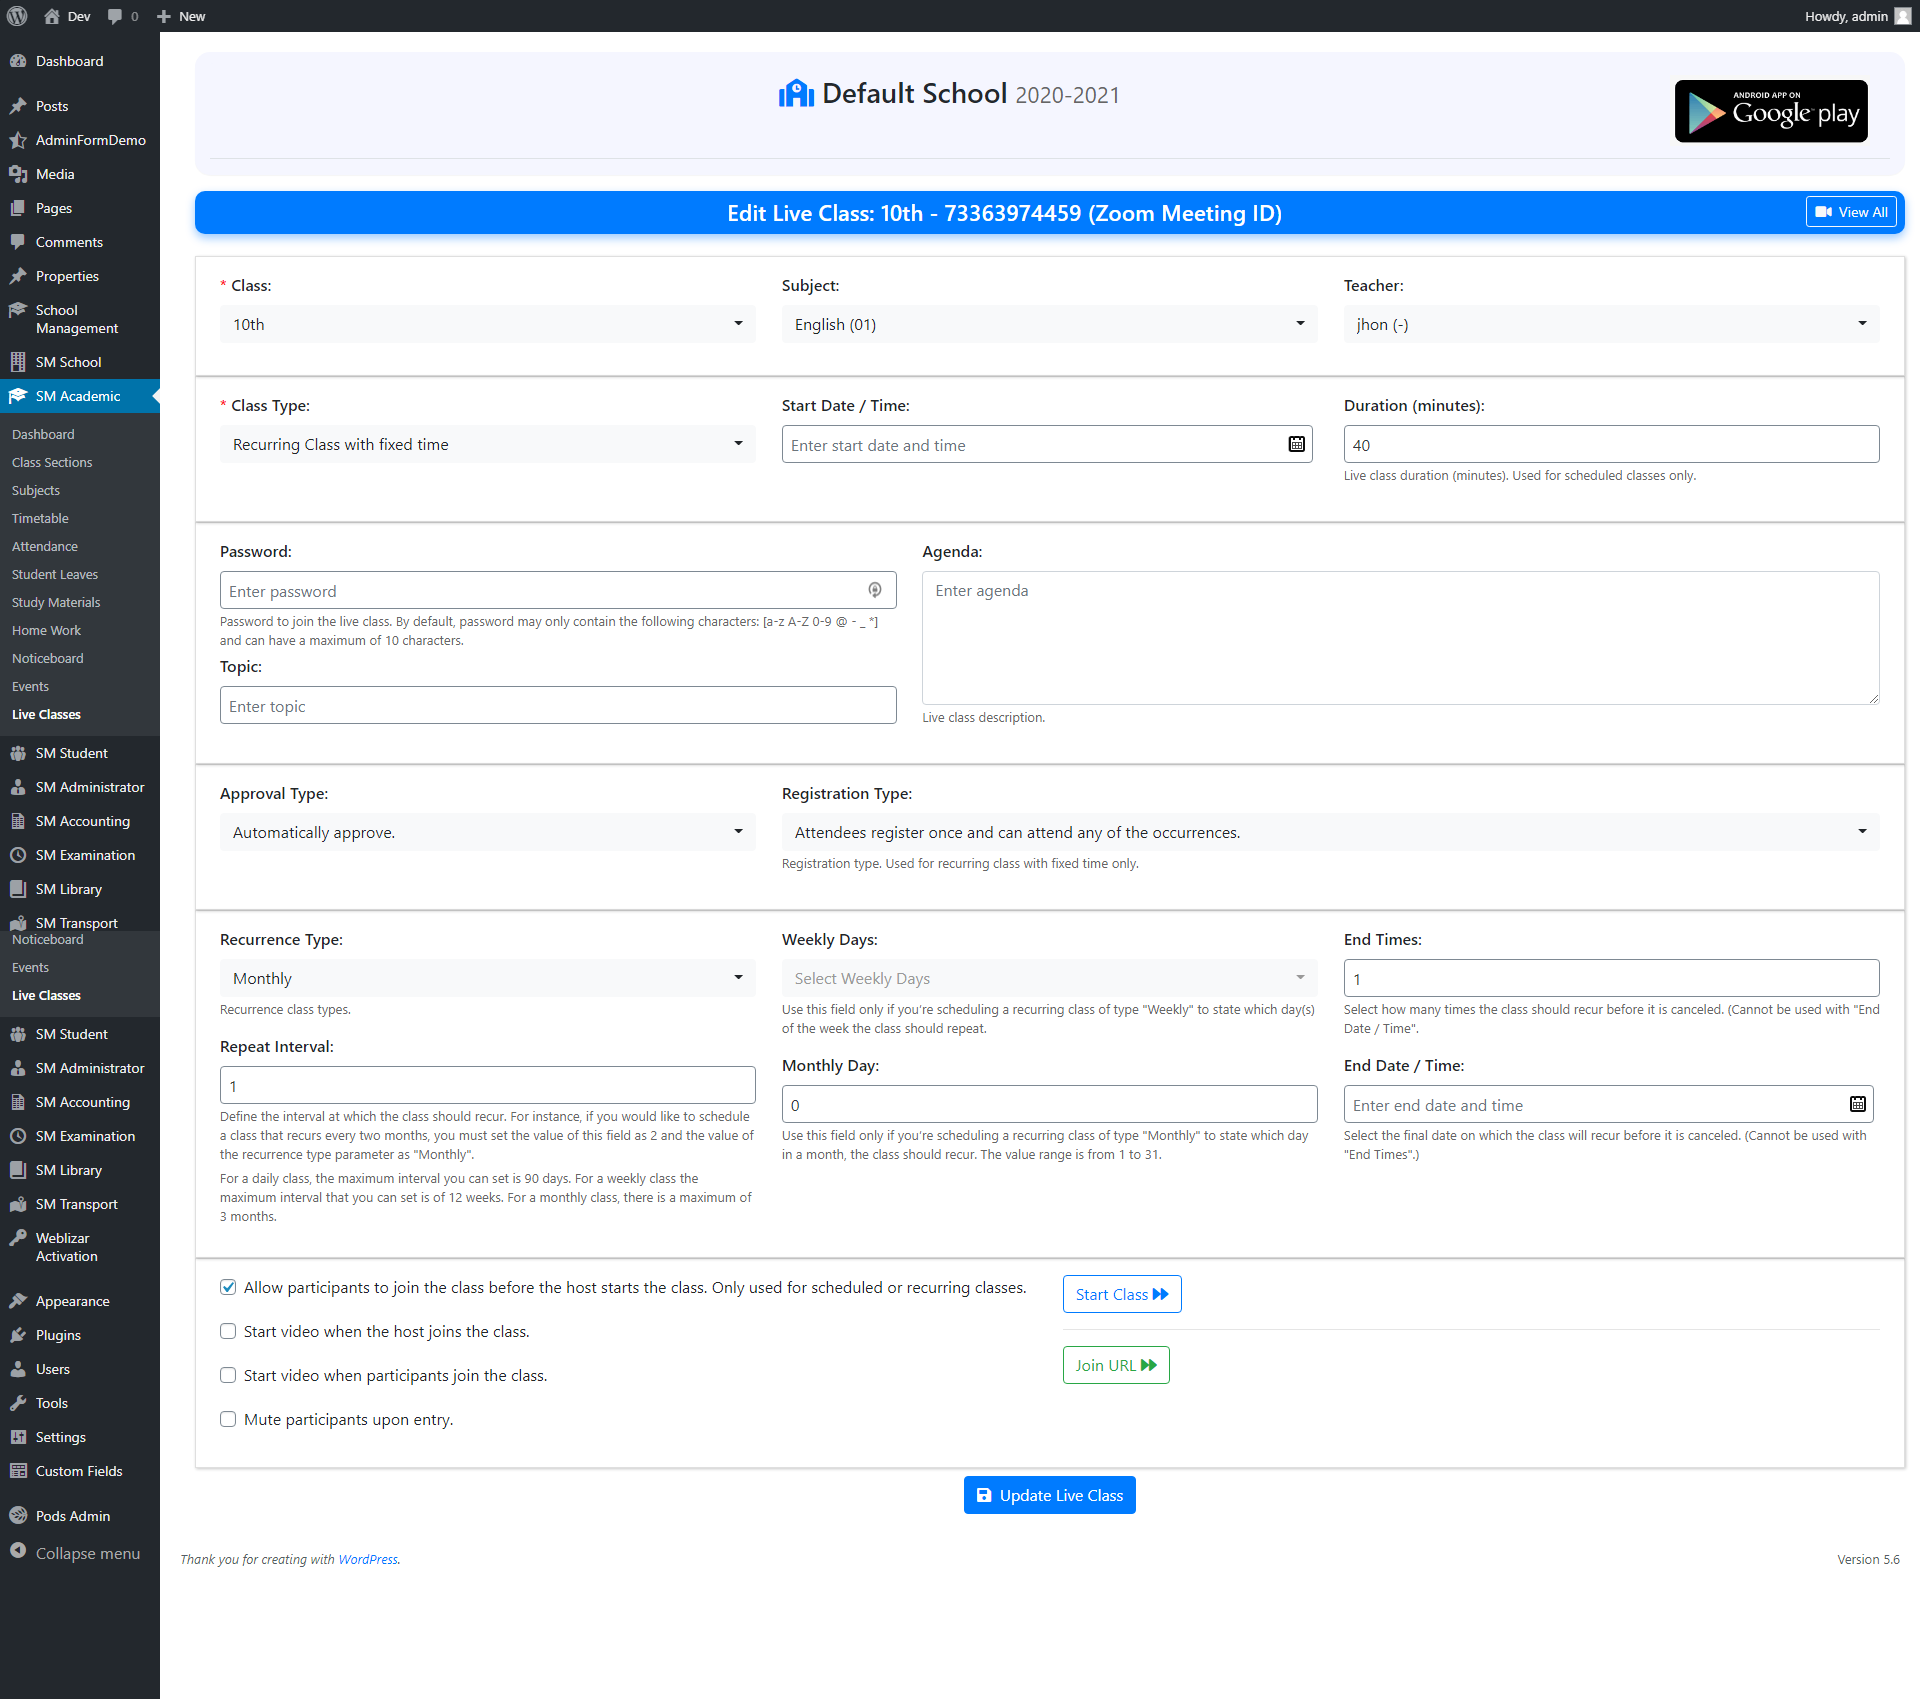 Dev
0
New
Howdy, admin
Dashboard
Posts
AdminFormDemo
Media
Pages
Comments
Properties
School
Management
SM School
SM Academic
Dashboard
Class Sections
Subjects
Timetable
Attendance
Student Leaves
Study Materials
Home Work
Noticeboard
Events
Live Classes
SM Student
SM Administrator
SM Accounting
SM Examination
SM Library
SM Transport
Noticeboard
Events
Live Classes
SM Student
SM Administrator
SM Accounting
SM Examination
SM Library
SM Transport
Weblizar
Activation
Appearance
Plugins
Users
Tools
Settings
Custom Fields
Pods Admin
Collapse menu
Default School 2020-2021
ANDROID APP ON
Google play
Edit Live Class: 10th - 73363974459 (Zoom Meeting ID)
View All
* Class:
10th
Subject:
English (01)
Teacher:
jhon (-)
* Class Type:
Recurring Class with fixed time
Start Date / Time:
Enter start date and time
Duration (minutes):
40
Live class duration (minutes). Used for scheduled classes only.
Password:
Enter password
Password to join the live class. By default, password may only contain the following characters: [a-z A-Z 0-9 @ - _ *]
and can have a maximum of 10 characters.
Topic:
Enter topic
Agenda:
Enter agenda
Live class description.
Approval Type:
Automatically approve.
Registration Type:
Attendees register once and can attend any of the occurrences.
Registration type. Used for recurring class with fixed time only.
Recurrence Type:
Monthly
Recurrence class types.
Repeat Interval:
1
Define the interval at which the class should recur. For instance, if you would like to schedule
a class that recurs every two months, you must set the value of this field as 2 and the value of
the recurrence type parameter as "Monthly".
For a daily class, the maximum interval you can set is 90 days. For a weekly class the
maximum interval that you can set is of 12 weeks. For a monthly class, there is a maximum of
3 months.
Weekly Days:
Select Weekly Days
Use this field only if you're scheduling a recurring class of type "Weekly" to state which day(s)
of the week the class should repeat.
Monthly Day:
0
Use this field only if you're scheduling a recurring class of type "Monthly" to state which day
in a month, the class should recur. The value range is from 1 to 31.
End Times:
1
Select how many times the class should recur before it is canceled. (Cannot be used with "End
Date / Time".
End Date / Time:
Enter end date and time
Select the final date on which the class will recur before it is canceled. (Cannot be used with
"End Times".)
Allow participants to join the class before the host starts the class. Only used for scheduled or recurring classes.
Start video when the host joins the class.
Start video when participants join the class.
Mute participants upon entry.
Start Class
Join URL
Update Live Class
Thank you for creating with WordPress.
Version 5.6